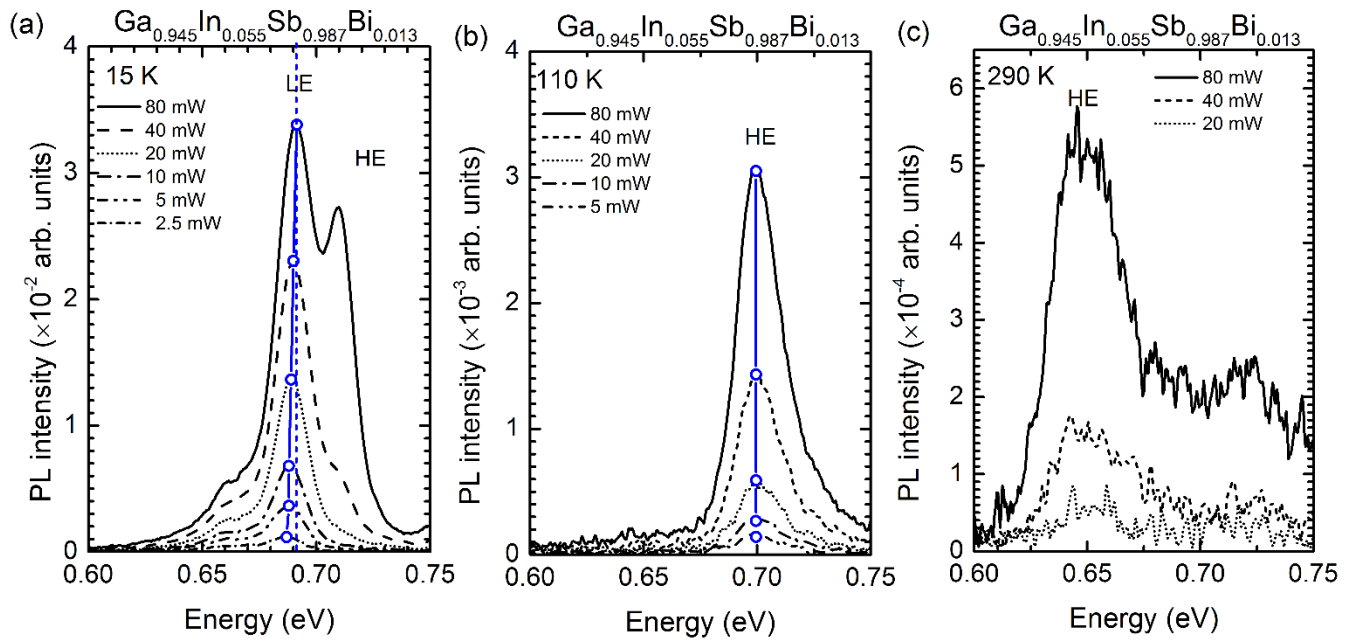 (a)
Ga0.945In0.055Sb0.987Bi0.013
15 K
LE
HE
80 mW
40 mW
20 mW
10 mW
5 mW
2.5 mW
PL intensity (×10-2 arb. units)
4
3
2
1
0
0.60 0.65 0.70 0.75
Energy (eV)
(b)
Ga0.945In0.055Sb0.987Bi0.013
110 K
HE
80 mW
40 mW
20 mW
10 mW
5 mW
PL intensity (×10-3 arb. units)
4
3
2
1
0
0.60 0.65 0.70 0.75
Energy (eV)
(c)
Ga0.945In0.055Sb0.987Bi0.013
290 K
HE
80 mW
40 mW
20 mW
PL intensity (×10-4 arb. units)
6
5
4
3
2
1
0
0.60 0.65 0.70 0.75
Energy (eV)